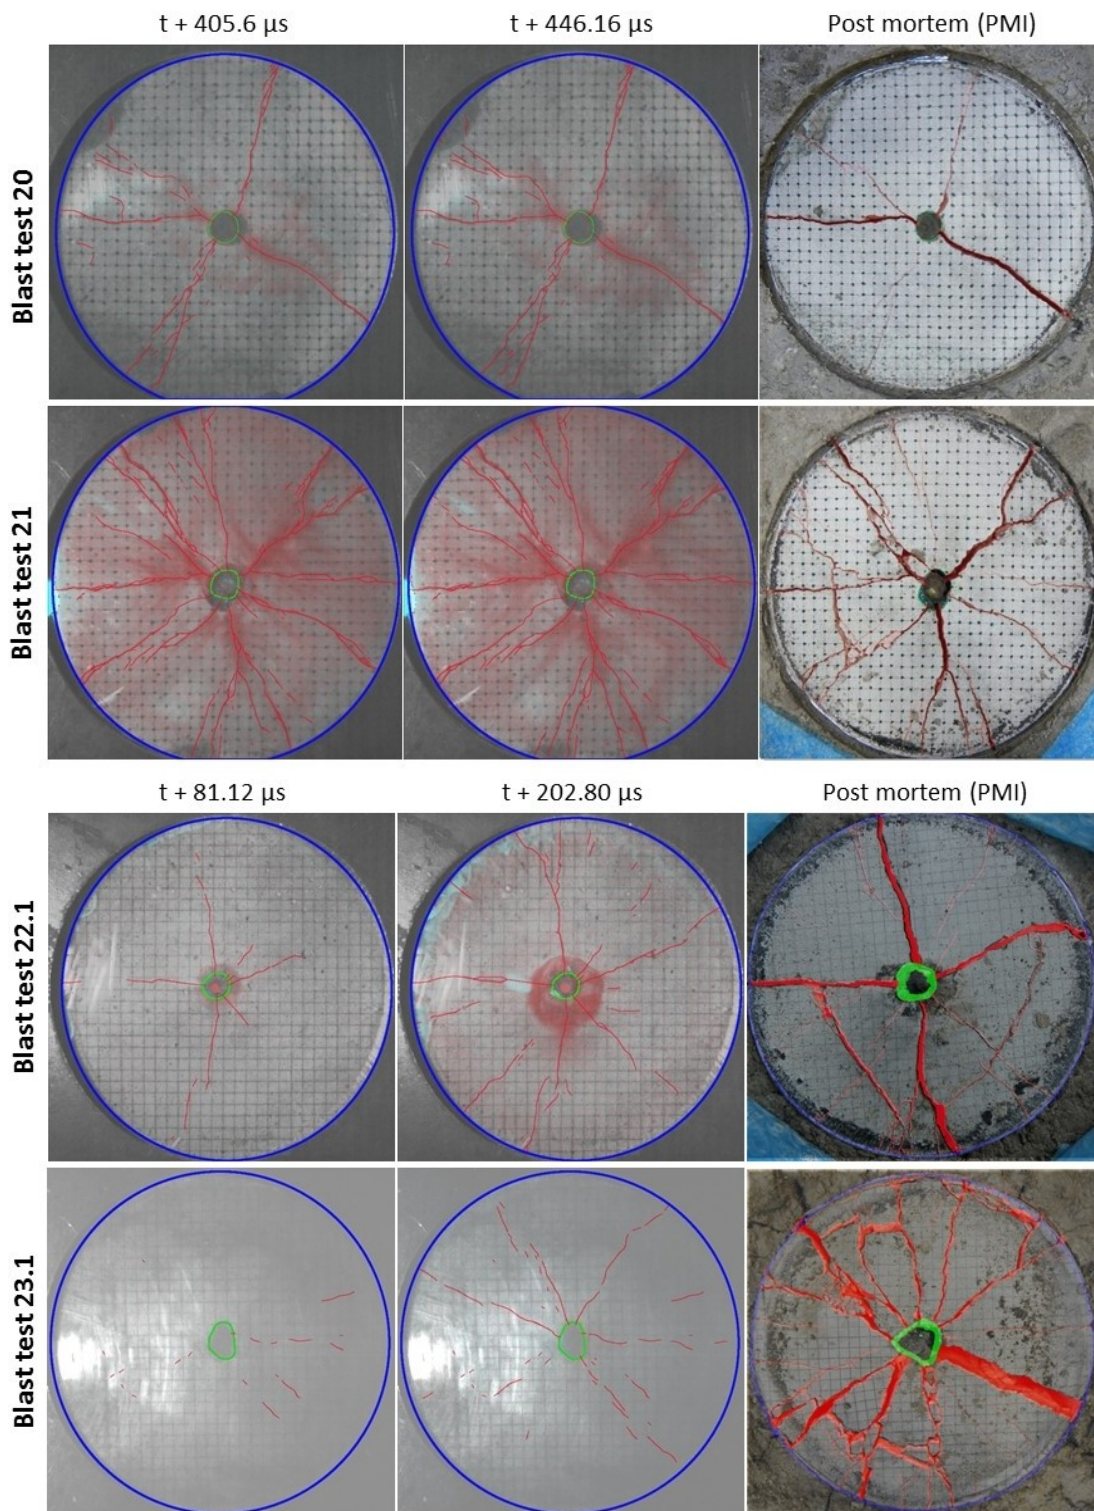 t + 405.6 µs
t + 446.16 µs
Post mortem (PMI)
Blast test 20
Blast test 21
t + 81.12 µs
t + 202.80 µs
Post mortem (PMI)
Blast test 22.1
Blast test 23.1